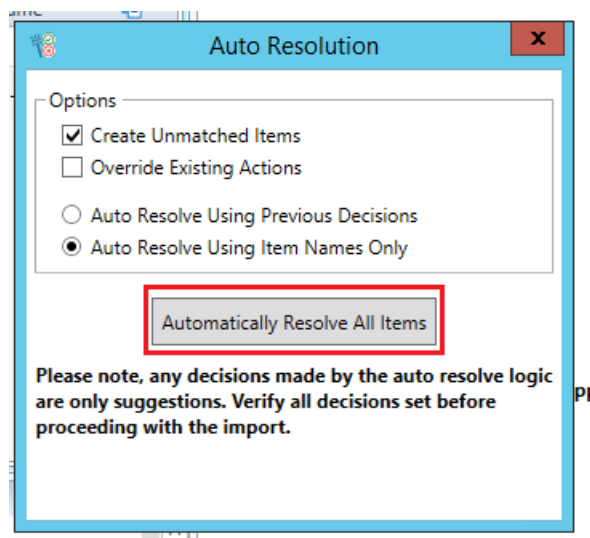 Auto Resolution
x
Options
Create Unmatched Items
Override Existing Actions
Auto Resolve Using Previous Decisions
Auto Resolve Using Item Names Only
Automatically Resolve All Items
Please note, any decisions made by the auto resolve logic
are only suggestions. Verify all decisions set before
proceeding with the import.